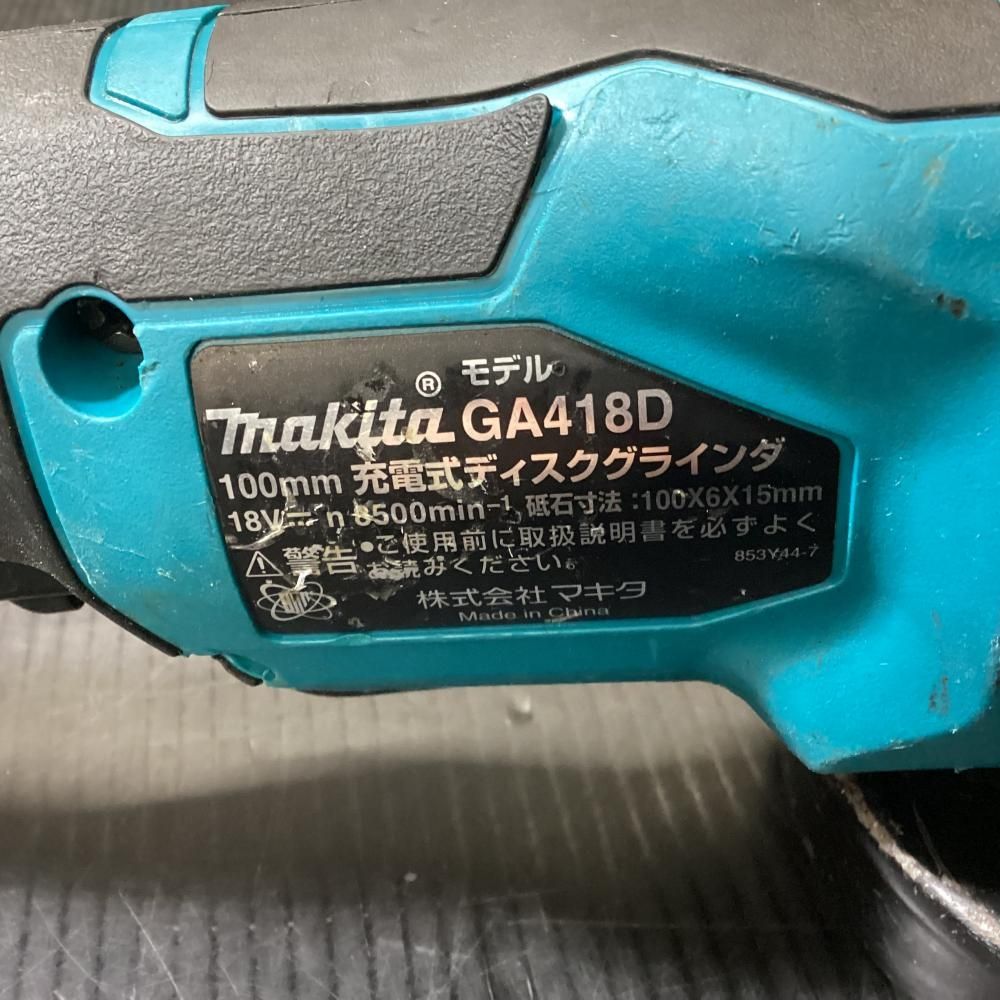 モデル
makita® GA418D
100mm 充電式ディスクグラインダ
18V⎓ n 8500min⁻¹ 砥石寸法:100X6X15mm
⚠警告 •ご使用前に取扱説明書を必ずよく
お読みください。
853Y44-7
株式会社 マキタ
Made in China